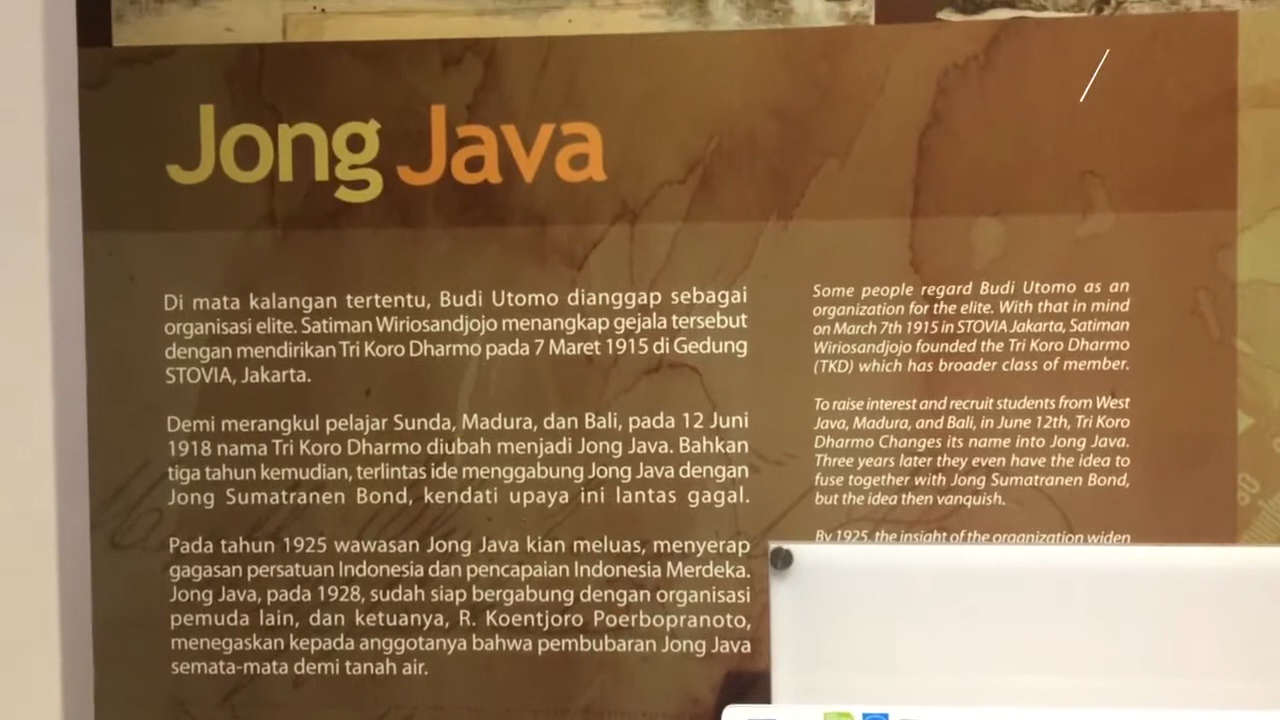 Jong Java
Di mata kalangan tertentu, Budi Utomo dianggap sebagai
organisasi elite. Satiman Wiriosandjojo menangkap gejala tersebut
dengan mendirikan Tri Koro Dharmo pada 7 Maret 1915 di Gedung
STOVIA, Jakarta.
Demi merangkul pelajar Sunda, Madura, dan Bali, pada 12 Juni
1918 nama Tri Koro Dharmo diubah menjadi Jong Java. Bahkan
tiga tahun kemudian, terlintas ide menggabung Jong Java dengan
Jong Sumatranen Bond, kendati upaya ini lantas gagal.
Pada tahun 1925 wawasan Jong Java kian meluas, menyerap
gagasan persatuan Indonesia dan pencapaian Indonesia Merdeka.
Jong Java, pada 1928, sudah siap bergabung dengan organisasi
pemuda lain, dan ketuanya, R. Koentjoro Poerbopranoto,
menegaskan kepada anggotanya bahwa pembubaran Jong Java
semata-mata demi tanah air.
Some people regard Budi Utomo as an
organization for the elite. With that in mind
on March 7th 1915 in STOVIA Jakarta, Satiman
Wiriosandjojo founded the Tri Koro Dharmo
(TKD) which has broader class of member.
To raise interest and recruit students from West
Java, Madura, and Bali, in June 12th, Tri Koro
Dharmo Changes its name into Jong Java.
Three years later they even have the idea to
fuse together with Jong Sumatranen Bond,
but the idea then vanquish.
By 1925, the insight of the organization widen